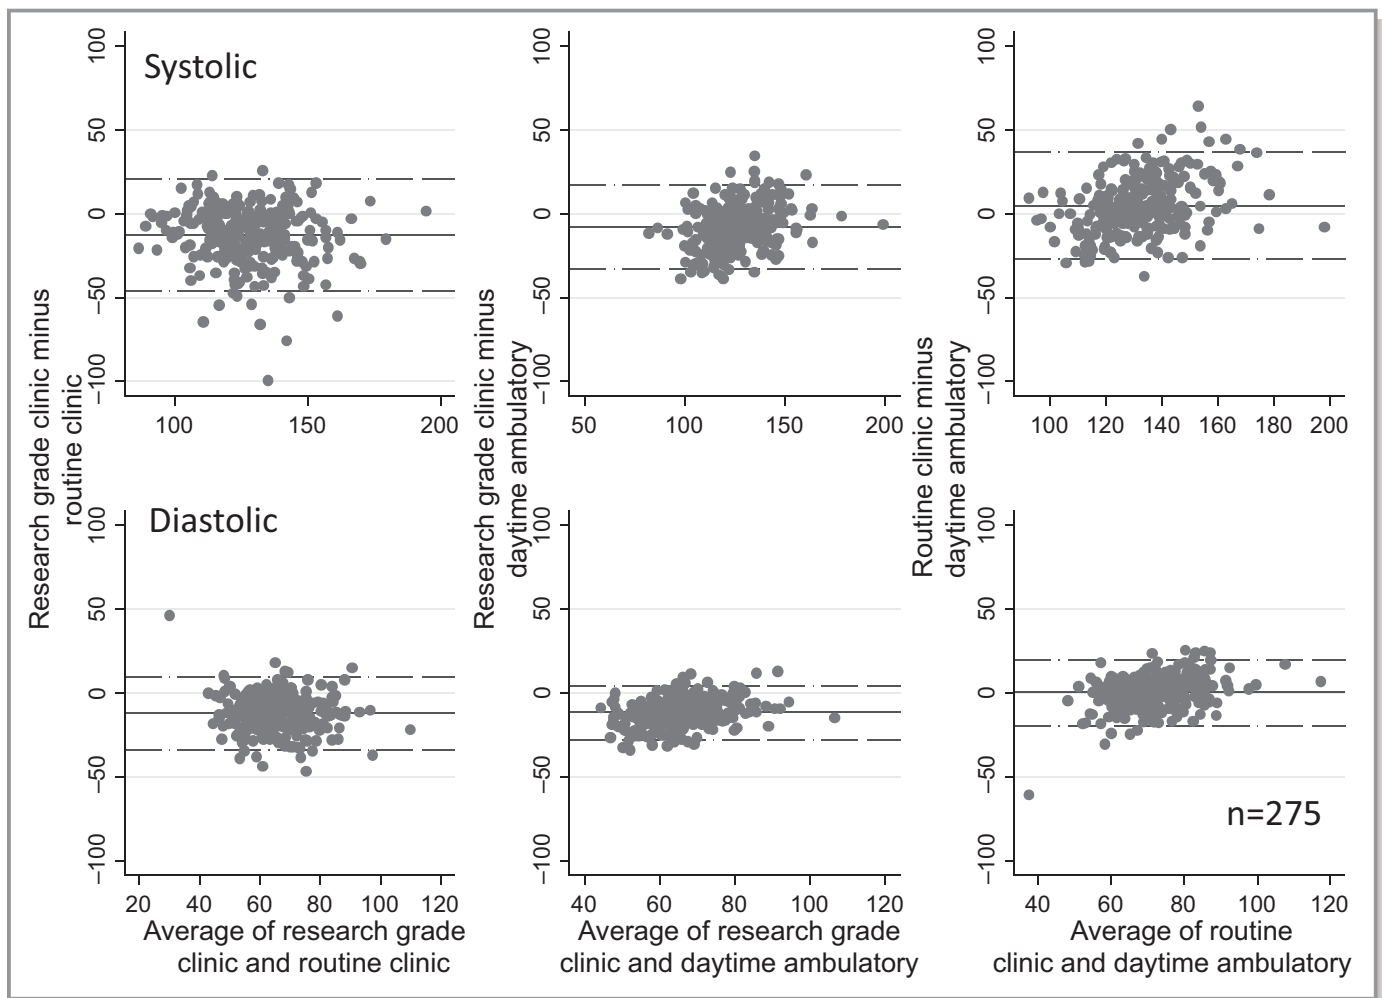 Systolic
Research grade clinic minus
routine clinic
100
50
0
−50
−100
100 150 200
Research grade clinic minus
daytime ambulatory
100
50
0
−50
−100
50 100 150 200
Routine clinic minus
daytime ambulatory
100
50
0
−50
−100
100 120 140 160 180 200
Diastolic
100
50
0
−50
−100
20 40 60 80 100 120
Average of research grade
clinic and routine clinic
100
50
0
−50
−100
40 60 80 100 120
Average of research grade
clinic and daytime ambulatory
100
50
0
−50
−100
n=275
40 60 80 100 120
Average of routine
clinic and daytime ambulatory